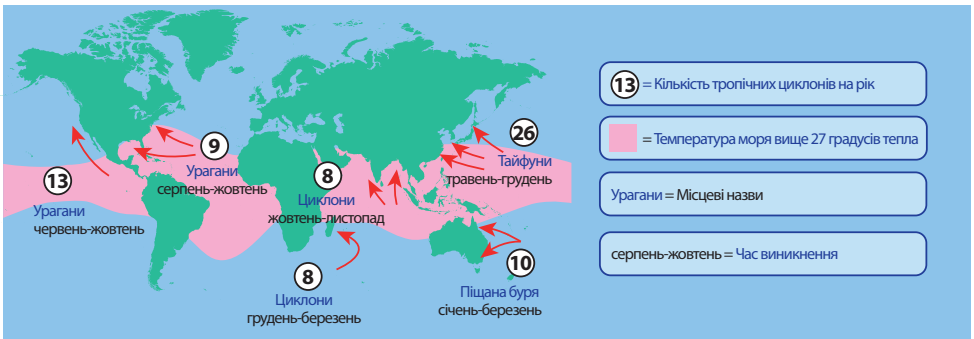 13
Урагани
червень-жовтень
9
Урагани
серпень-жовтень
8
Циклони
жовтень-листопад
26
Тайфуни
травень-грудень
8
Циклони
грудень-березень
10
Піщана буря
січень-березень
13 = Кількість тропічних циклонів на рік
= Температура моря вище 27 градусів тепла
Урагани = Місцеві назви
серпень-жовтень = Час виникнення